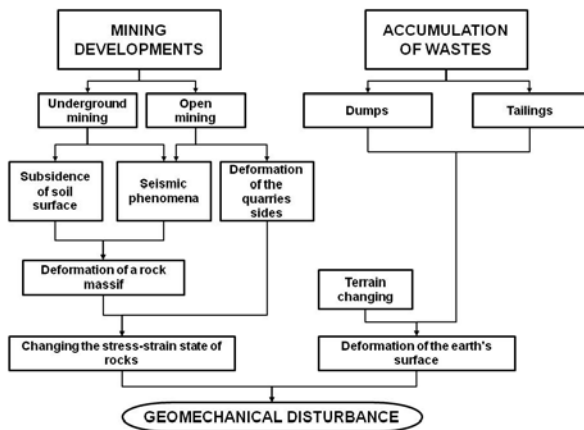 MINING
DEVELOPMENTS
ACCUMULATION
OF WASTES
Underground
mining
Open
mining
Dumps
Tailings
Subsidence
of soil
surface
Seismic
phenomena
Deformation
of the
quarries
sides
Deformation of a rock
massif
Terrain
changing
Changing the stress-strain state of
rocks
Deformation of the earth's
surface
GEOMECHANICAL DISTURBANCE